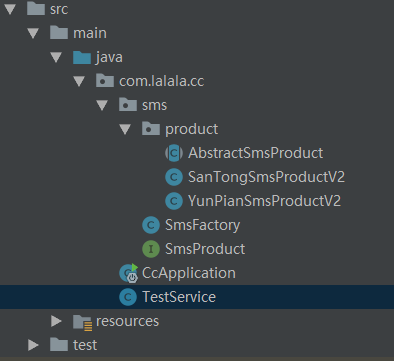 src
main
java
com.lalala.cc
sms
product
AbstractSmsProduct
SanTongSmsProductV2
YunPianSmsProductV2
SmsFactory
SmsProduct
CcApplication
TestService
resources
test